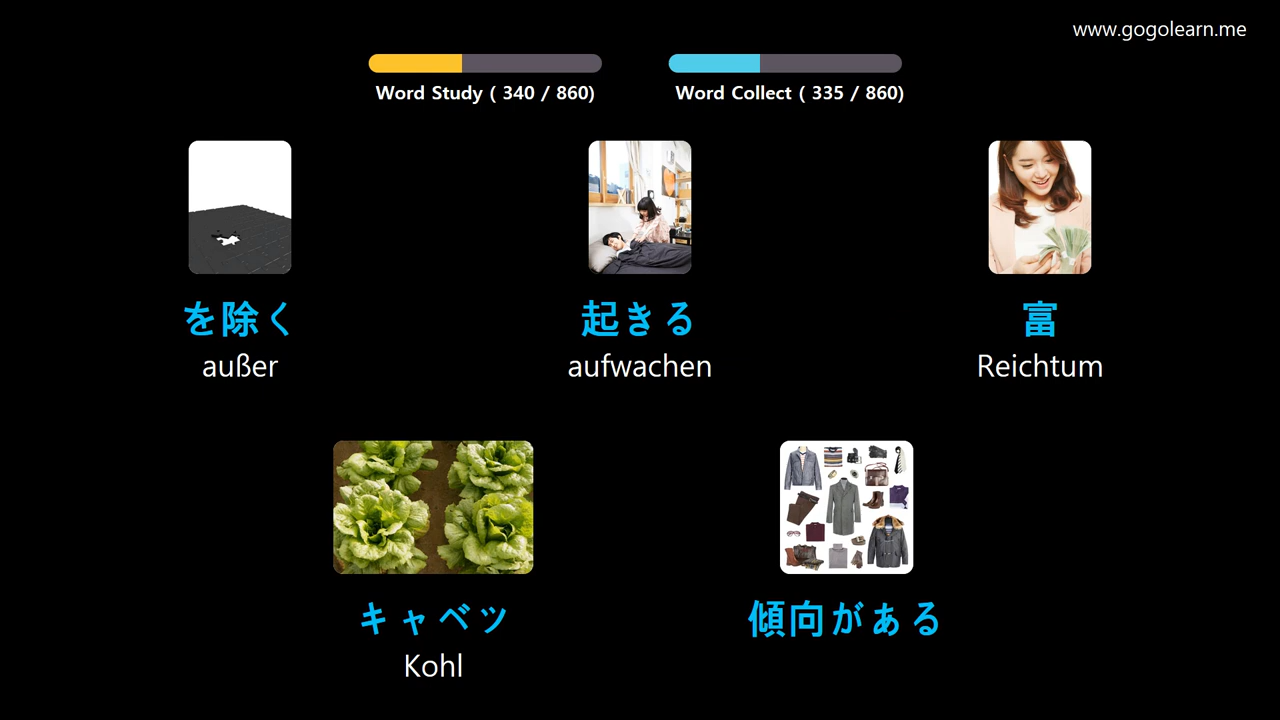 www.gogolearn.me
Word Study ( 340 / 860)
Word Collect ( 335 / 860)
を除く
außer
起きる
aufwachen
富
Reichtum
キャベツ
Kohl
傾向がある